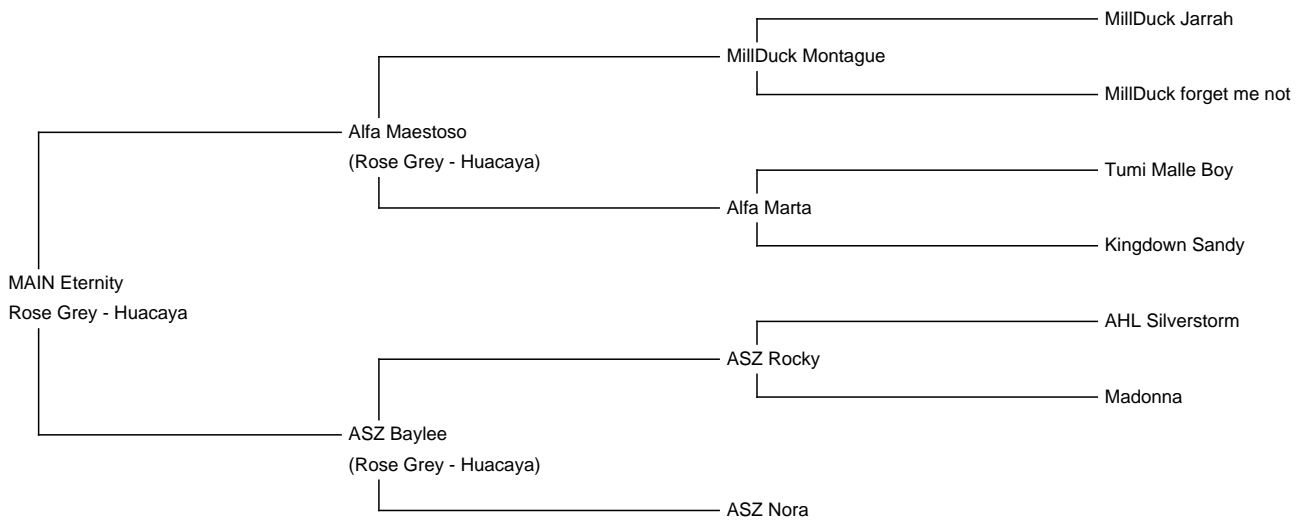 MillDuck Jarrah
MillDuck Montague
MillDuck forget me not
Alfa Maestoso
(Rose Grey - Huacaya)
Tumi Malle Boy
Alfa Marta
Kingdown Sandy
MAIN Eternity
Rose Grey - Huacaya
AHL Silverstorm
ASZ Rocky
Madonna
ASZ Baylee
(Rose Grey - Huacaya)
ASZ Nora